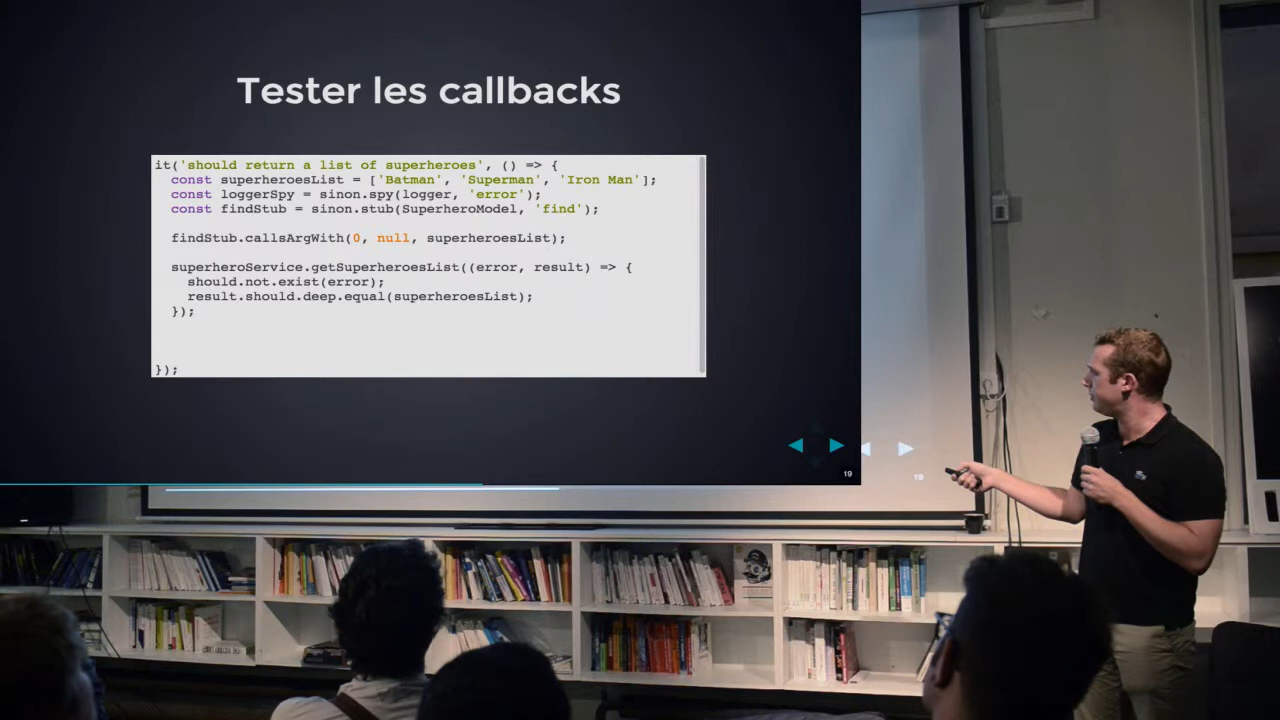 Tester les callbacks
it('should return a list of superheroes', () => {
const superheroesList = ['Batman', 'Superman', 'Iron Man'];
const loggerSpy = sinon.spy(logger, 'error');
const findStub = sinon.stub(SuperheroModel, 'find');
findStub.callsArgWith(0, null, superheroesList);
superheroService.getSuperheroesList((error, result) => {
should.not.exist(error);
result.should.deep.equal(superheroesList);
});
});
19
19